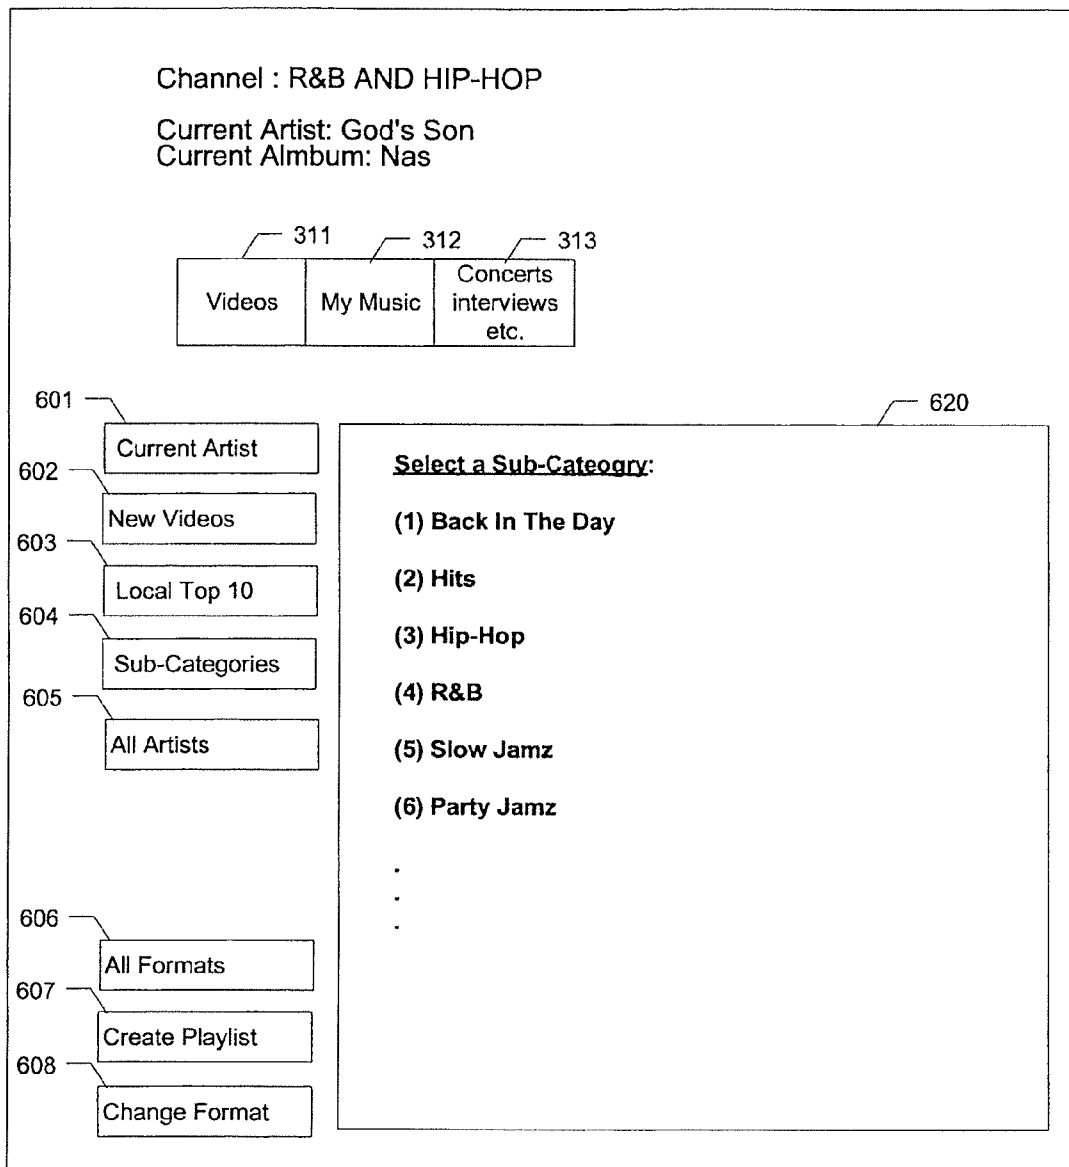 Channel : R&B AND HIP-HOP
Current Artist: God's Son
Current Almbum: Nas
311
312
313
Videos
My Music
Concerts
interviews
etc.
601
Current Artist
602
New Videos
603
Local Top 10
604
Sub-Categories
605
All Artists
606
All Formats
607
Create Playlist
608
Change Format
620
Select a Sub-Cateogry:
(1) Back In The Day
(2) Hits
(3) Hip-Hop
(4) R&B
(5) Slow Jamz
(6) Party Jamz
.
.
.